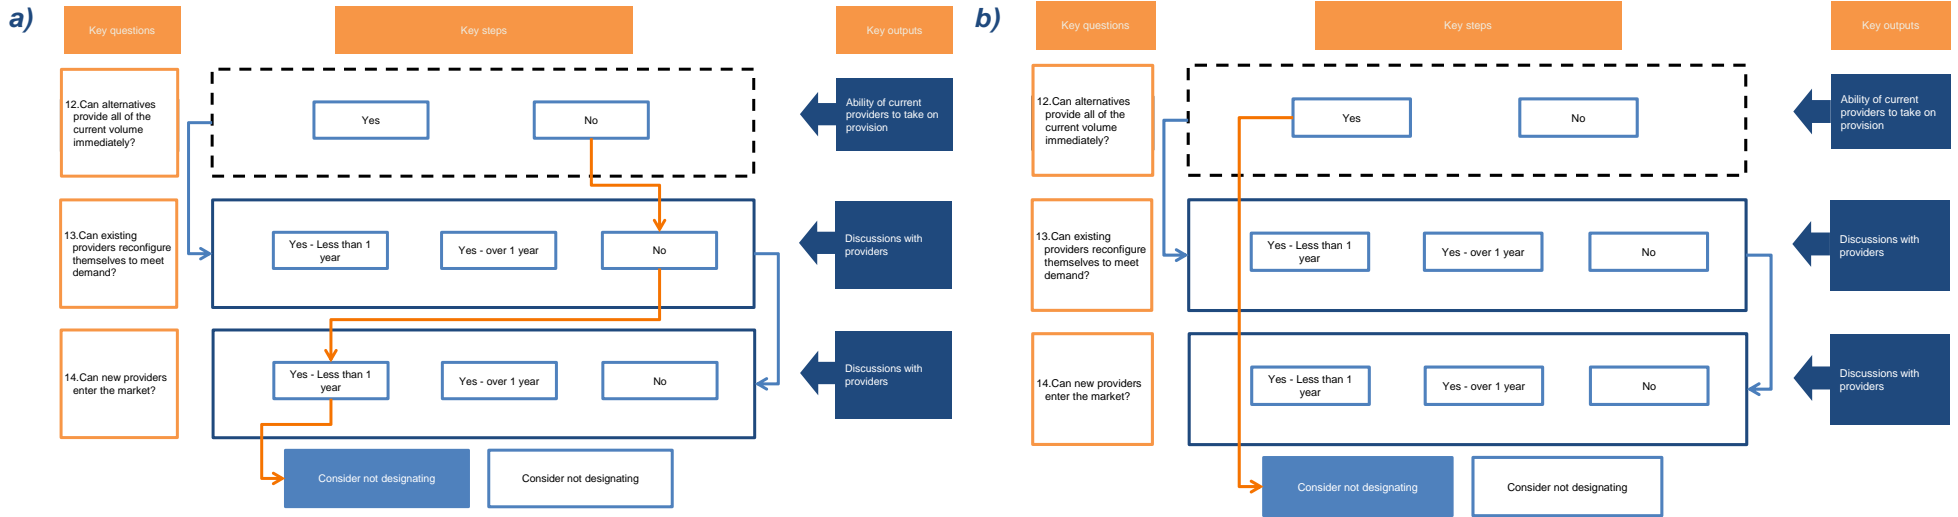 a)
Key questions
Key steps
Key outputs
12.Can alternatives
provide all of the
current volume
immediately?
Yes
No
Ability of current
providers to take on
provision
13.Can existing
providers reconfigure
themselves to meet
demand?
Yes - Less than 1
year
Yes - over 1 year
No
Discussions with
providers
14.Can new providers
enter the market?
Yes - Less than 1
year
Yes - over 1 year
No
Discussions with
providers
Consider not designating
Consider not designating
b)
Key questions
Key steps
Key outputs
12.Can alternatives
provide all of the
current volume
immediately?
Yes
No
Ability of current
providers to take on
provision
13.Can existing
providers reconfigure
themselves to meet
demand?
Yes - Less than 1
year
Yes - over 1 year
No
Discussions with
providers
14.Can new providers
enter the market?
Yes - Less than 1
year
Yes - over 1 year
No
Discussions with
providers
Consider not designating
Consider not designating